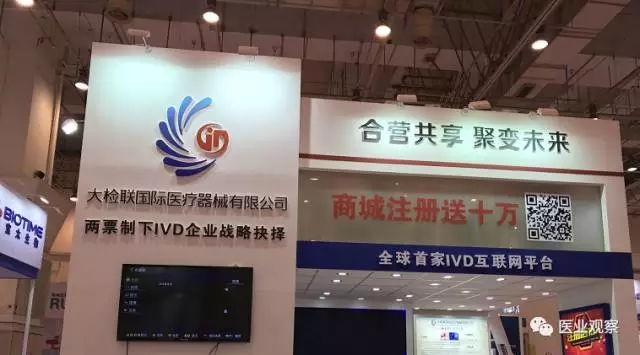 大检联国际医疗器械有限公司
两票制下IVD企业战略抉择
合营共享 聚变未来
商城注册送十万
全球首家IVD互联网平台
BIOTIME
医业观察